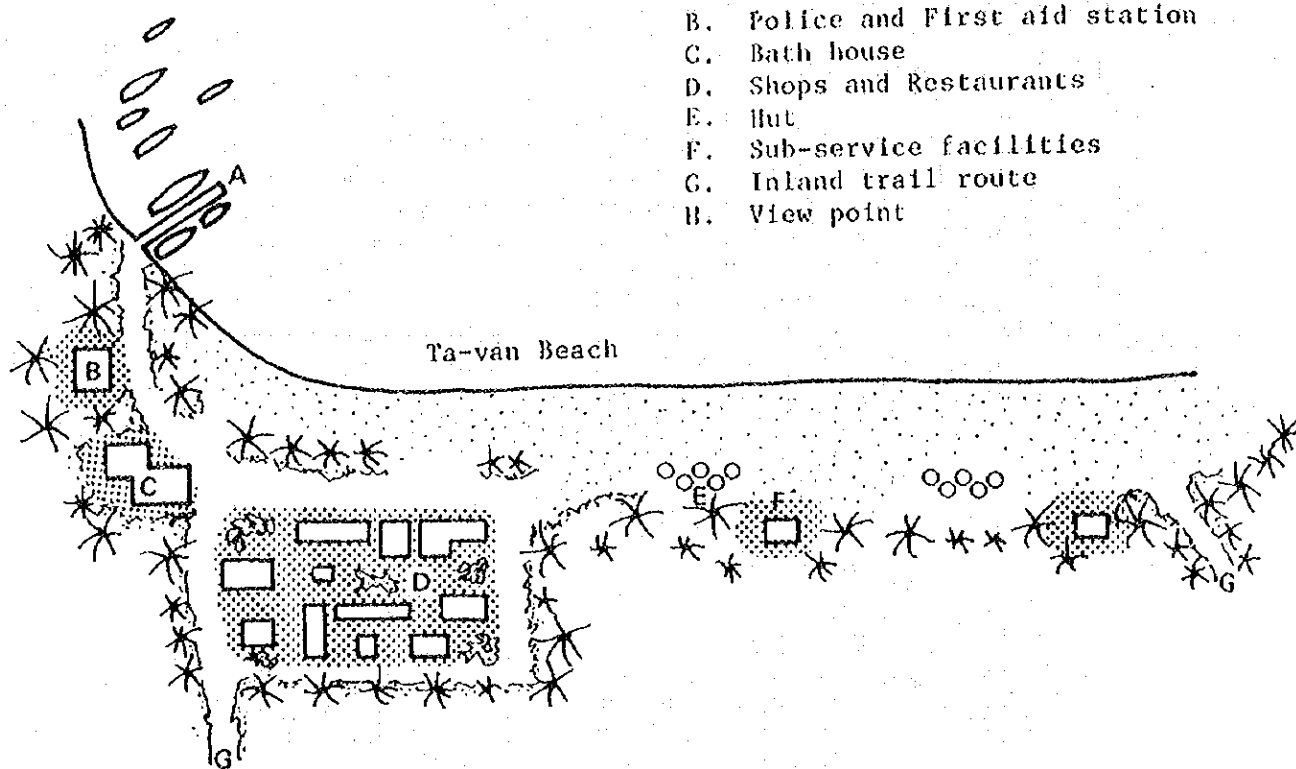 B. Police and First aid station
C. Bath house
D. Shops and Restaurants
E. Hut
F. Sub-service facilities
G. Inland trail route
H. View point
A
Ta-van Beach
B
C
E
F
D
G
G